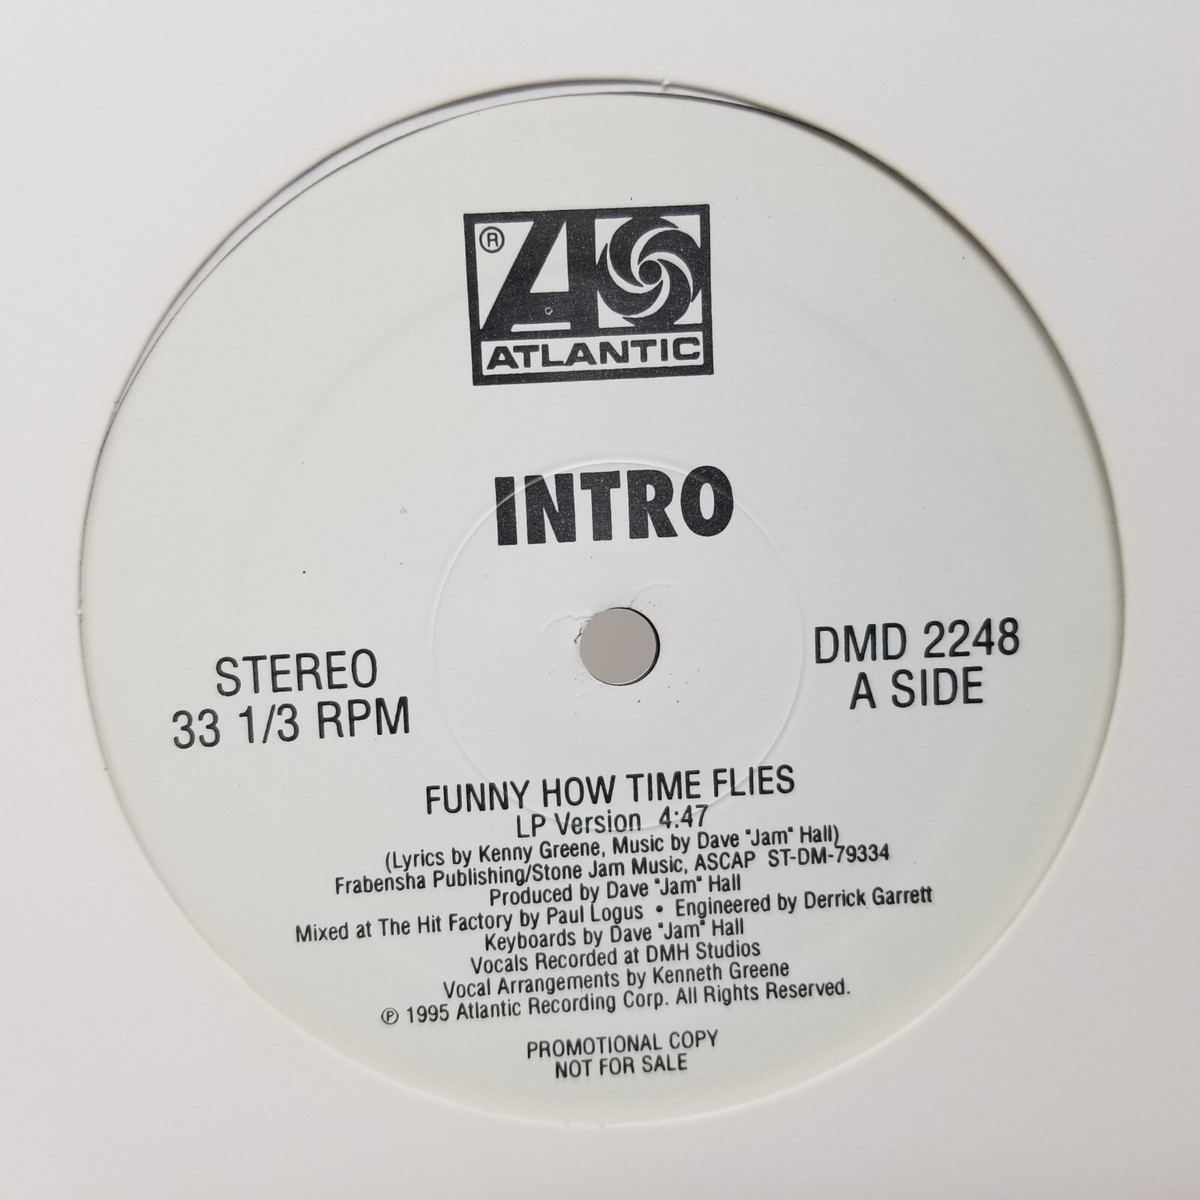 ®
ATLANTIC
INTRO
STEREO
33 1/3 RPM
DMD 2248
A SIDE
FUNNY HOW TIME FLIES
LP Version 4:47
(Lyrics by Kenny Greene, Music by Dave "Jam" Hall)
Frabensha Publishing/Stone Jam Music, ASCAP ST-DM-79334
Produced by Dave "Jam" Hall
Mixed at The Hit Factory by Paul Logus • Engineered by Derrick Garrett
Keyboards by Dave "Jam" Hall
Vocals Recorded at DMH Studios
Vocal Arrangements by Kenneth Greene
℗ 1995 Atlantic Recording Corp. All Rights Reserved.
PROMOTIONAL COPY
NOT FOR SALE